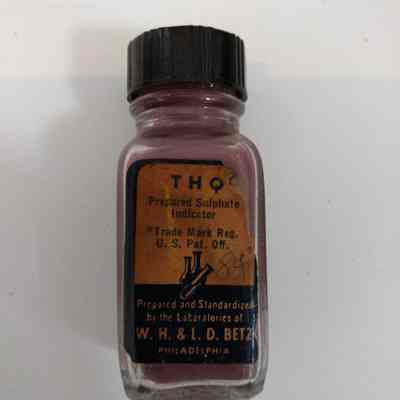 THQ
Prepared Sulphate
Indicator
"Trade Mark Reg.
U. S. Pat. Off.
Prepared and Standardized
by the Laboratories of
W. H. & L. D. BETZ
PHILADELPHIA